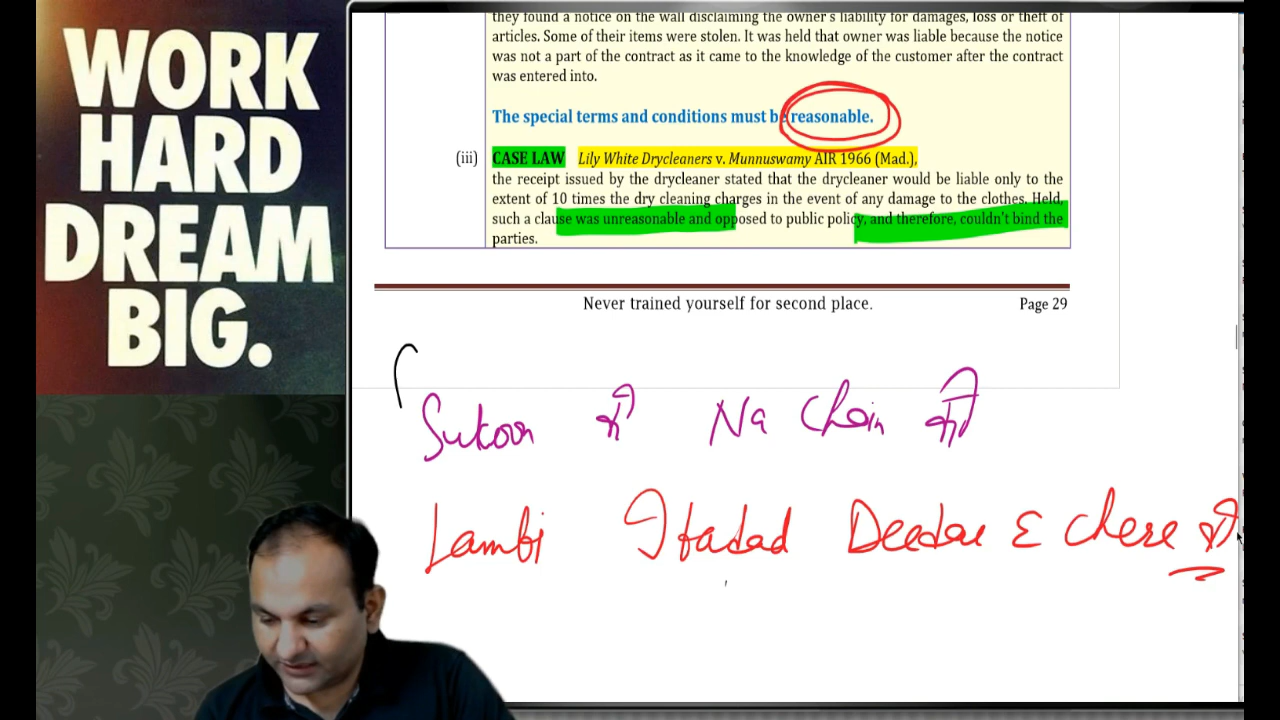 WORK
HARD
DREAM
BIG.
they found a notice on the wall disclaiming the owner's liability for damages, loss or theft of
articles. Some of their items were stolen. It was held that owner was liable because the notice
was not a part of the contract as it came to the knowledge of the customer after the contract
was entered into.
The special terms and conditions must be reasonable.
(iii) CASE LAW Lily White Drycleaners v. Munnuswamy AIR 1966 (Mad.),
the receipt issued by the drycleaner stated that the drycleaner would be liable only to the
extent of 10 times the dry cleaning charges in the event of any damage to the clothes. Held,
such a clause was unreasonable and opposed to public policy, and therefore, couldn't bind the
parties.
Never trained yourself for second place. Page 29
Sukoon Na Chain
Lambi Deedar E Chere